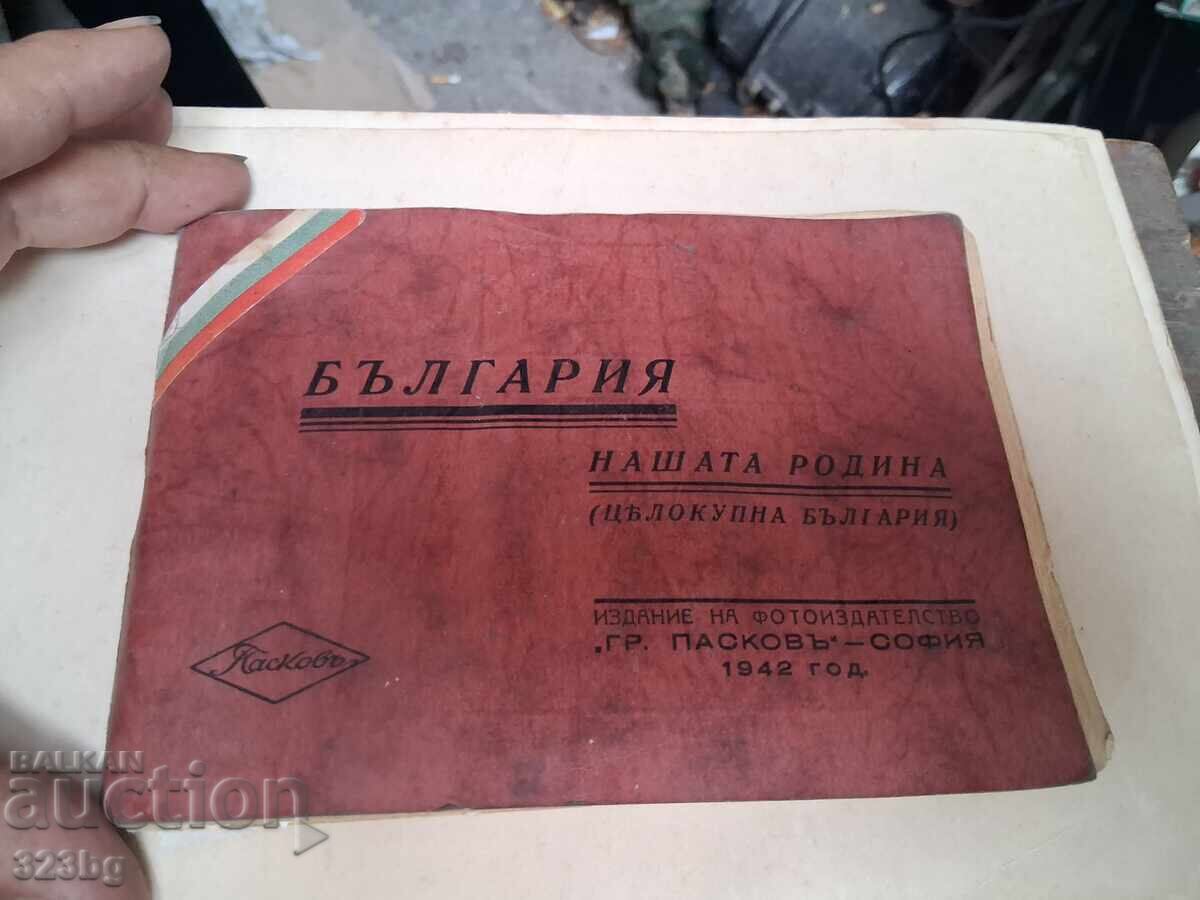 БЪЛГАРИЯ
НАШАТА РОДИНА
(ЦѢЛОКУПНА БЪЛГАРИЯ)
ИЗДАНИЕ НА ФОТОИЗДАТЕЛСТВО
„ГР. ПАСКОВЪ“ — СОФИЯ
1942 ГОД.
Пасковъ
BALKAN
auction
323bg